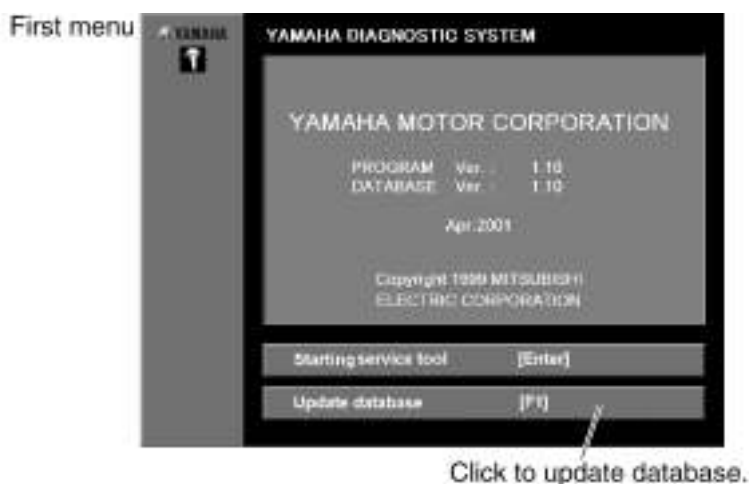 First menu
YAMAHA
YAMAHA DIAGNOSTIC SYSTEM
YAMAHA MOTOR CORPORATION
PROGRAM Ver. : 1.10
DATABASE Ver. : 1.10
Apr.2001
Copyright 1999 MITSUBISHI
ELECTRIC CORPORATION
Starting service tool [Enter]
Update database [F1]
Click to update database.